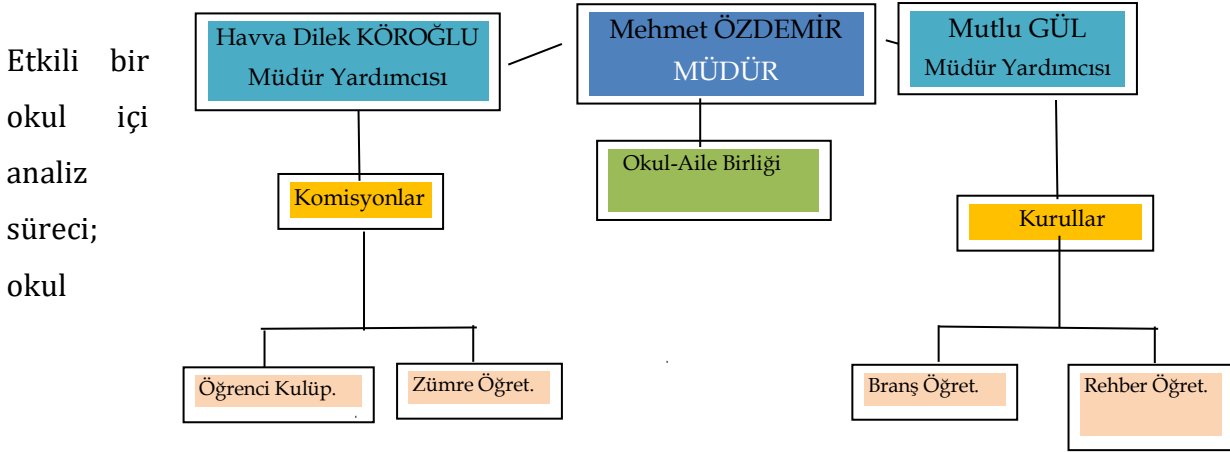 Etkili bir
okul içi
analiz
süreci;
okul
Havva Dilek KÖROĞLU
Müdür Yardımcısı
Mehmet ÖZDEMİR
MÜDÜR
Mutlu GÜL
Müdür Yardımcısı
Komisyonlar
Okul-Aile Birliği
Kurullar
Öğrenci Kulüp.
Zümre Öğret.
Branş Öğret.
Rehber Öğret.